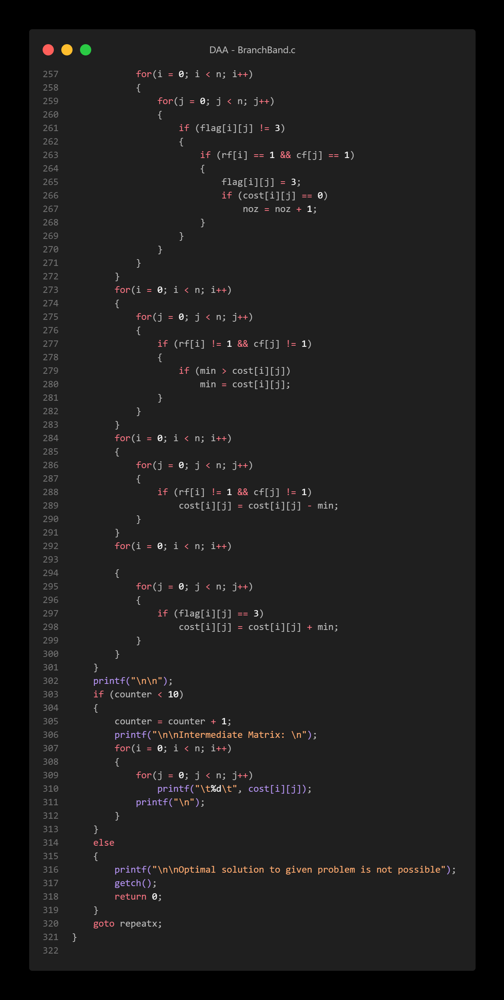 DAA - BranchBand.c
257 for(i = 0; i < n; i++)
258 {
259 for(j = 0; j < n; j++)
260 {
261 if (flag[i][j] != 3)
262 {
263 if (rf[i] == 1 && cf[j] == 1)
264 {
265 flag[i][j] = 3;
266 if (cost[i][j] == 0)
267 noz = noz + 1;
268 }
269 }
270 }
271 }
272 }
273 for(i = 0; i < n; i++)
274 {
275 for(j = 0; j < n; j++)
276 {
277 if (rf[i] != 1 && cf[j] != 1)
278 {
279 if (min > cost[i][j])
280 min = cost[i][j];
281 }
282 }
283 }
284 for(i = 0; i < n; i++)
285 {
286 for(j = 0; j < n; j++)
287 {
288 if (rf[i] != 1 && cf[j] != 1)
289 cost[i][j] = cost[i][j] - min;
290 }
291 }
292 for(i = 0; i < n; i++)
293
294 {
295 for(j = 0; j < n; j++)
296 {
297 if (flag[i][j] == 3)
298 cost[i][j] = cost[i][j] + min;
299 }
300 }
301 }
302 printf("\n\n");
303 if (counter < 10)
304 {
305 counter = counter + 1;
306 printf("\n\nIntermediate Matrix: \n");
307 for(i = 0; i < n; i++)
308 {
309 for(j = 0; j < n; j++)
310 printf("\t%d\t", cost[i][j]);
311 printf("\n");
312 }
313 }
314 else
315 {
316 printf("\n\nOptimal solution to given problem is not possible");
317 getch();
318 return 0;
319 }
320 goto repeatx;
321 }
322